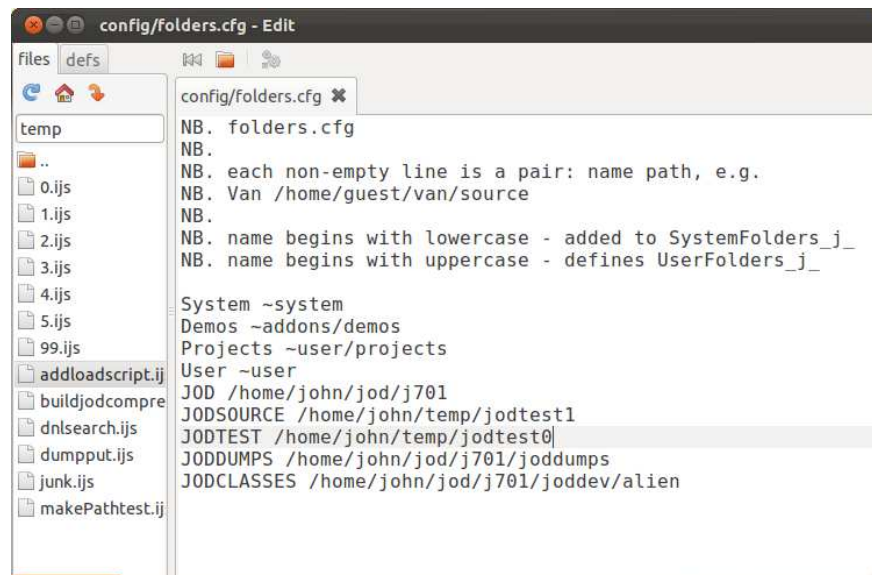 config/folders.cfg - Edit
files defs
config/folders.cfg
temp
..
0.ijs
1.ijs
2.ijs
3.ijs
4.ijs
5.ijs
99.ijs
addloadscript.ij
buildjodcompre
dnlsearch.ijs
dumpput.ijs
junk.ijs
makePathtest.ij
NB. folders.cfg
NB.
NB. each non-empty line is a pair: name path, e.g.
NB. Van /home/guest/van/source
NB.
NB. name begins with lowercase - added to SystemFolders_j_
NB. name begins with uppercase - defines UserFolders_j_
System ~system
Demos ~addons/demos
Projects ~user/projects
User ~user
JOD /home/john/jod/j701
JODSOURCE /home/john/temp/jodtest1
JODTEST /home/john/temp/jodtest0
JODDUMPS /home/john/jod/j701/joddumps
JODCLASSES /home/john/jod/j701/joddev/alien